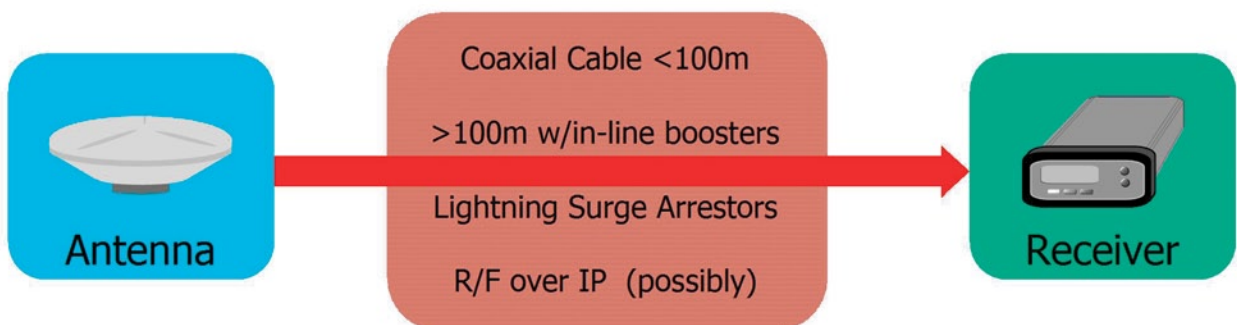 Antenna
Coaxial Cable <100m
>100m w/in-line boosters
Lightning Surge Arrestors
R/F over IP (possibly)
Receiver